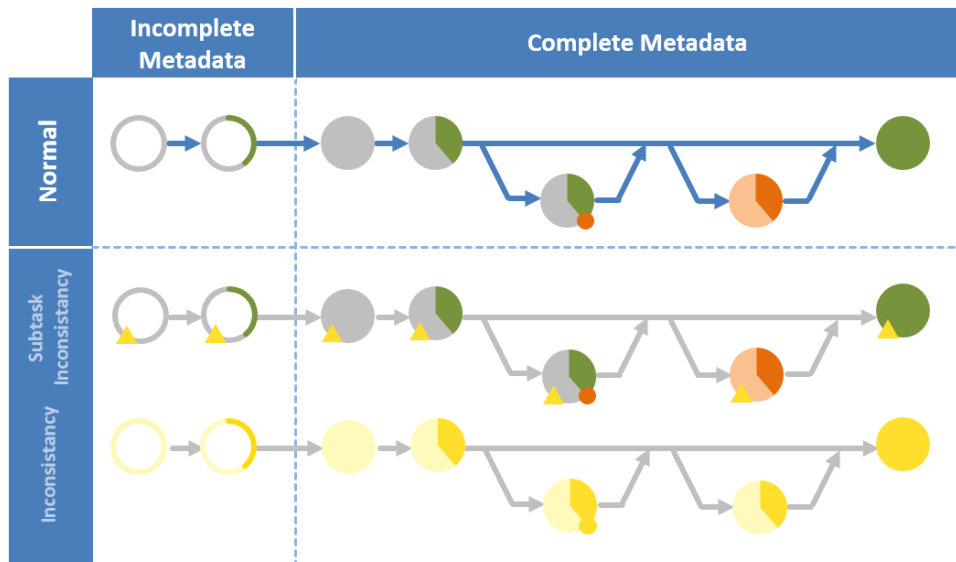 Incomplete
Metadata
Complete Metadata
Normal
Subtask
Inconsistancy
Inconsistancy